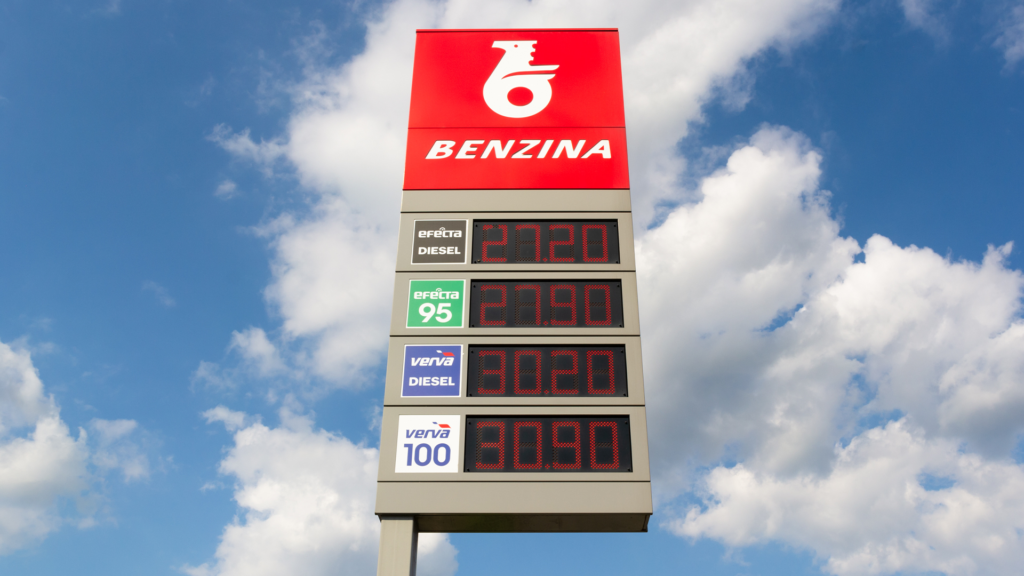 BENZINA
efecta
DIESEL
27.20
efecta
95
27.90
verva
DIESEL
30.20
verva
100
30.90